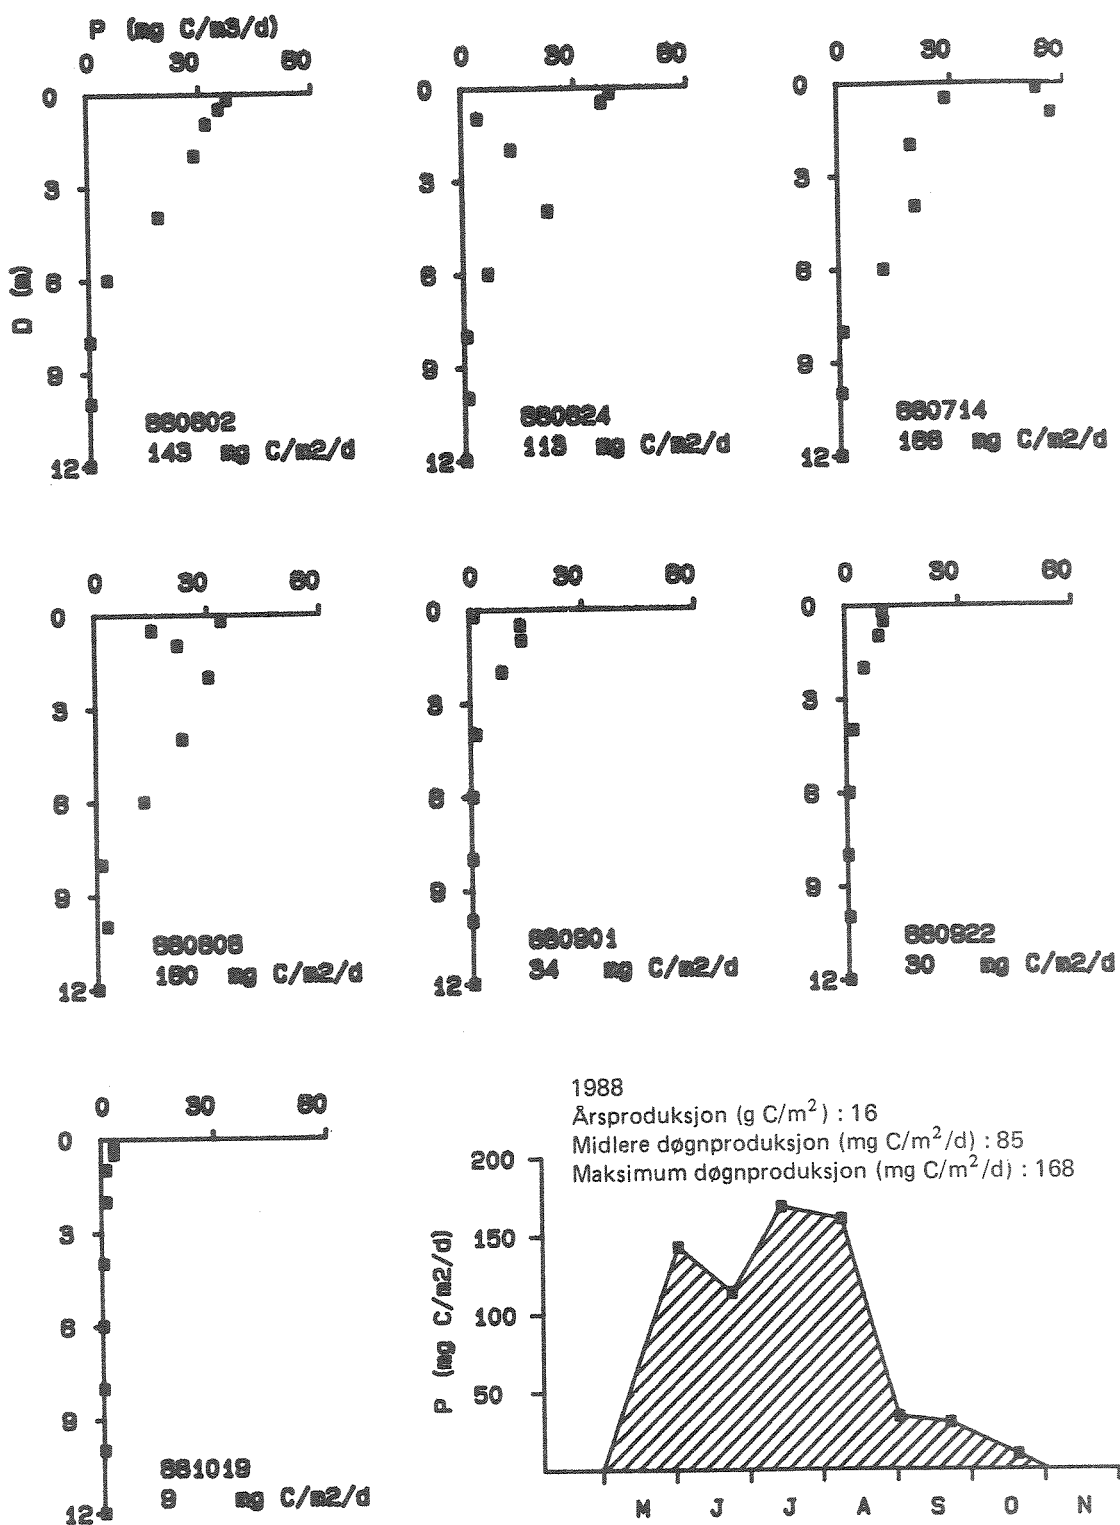 P (mg C/m3/d)
0 30 60
0
3
6
9
12
D (m)
880602
143 mg C/m2/d
0 30 60
0
3
6
9
12
880624
113 mg C/m2/d
0 30 60
0
3
6
9
12
880714
168 mg C/m2/d
0 30 60
0
3
6
9
12
880808
160 mg C/m2/d
0 30 60
0
3
6
9
12
880901
34 mg C/m2/d
0 30 60
0
3
6
9
12
880922
30 mg C/m2/d
0 30 60
0
3
6
9
12
881019
9 mg C/m2/d
1988
Årsproduksjon (g C/m²) : 16
Midlere døgnproduksjon (mg C/m²/d) : 85
Maksimum døgnproduksjon (mg C/m²/d) : 168
200
150
100
50
P (mg C/m2/d)
M J J A S O N